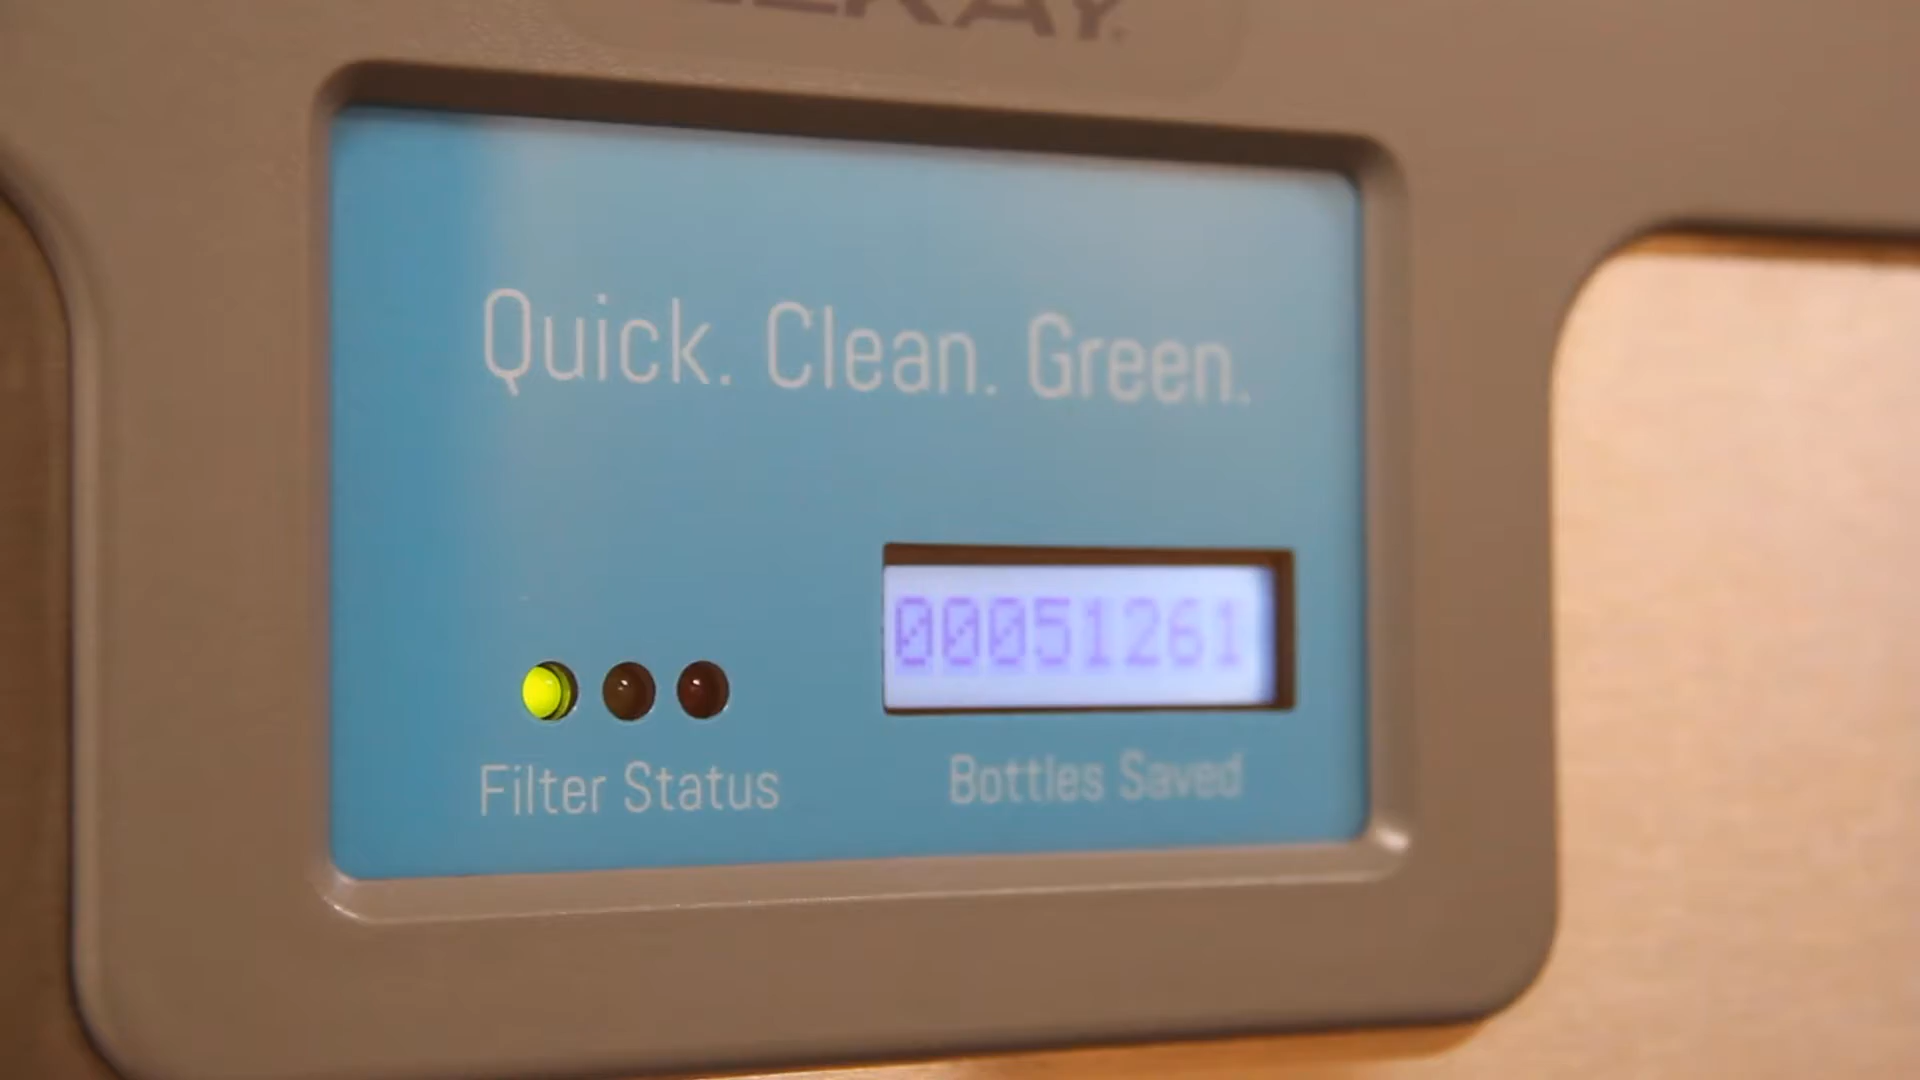 Quick. Clean. Green.
00051261
Filter Status
Bottles Saved